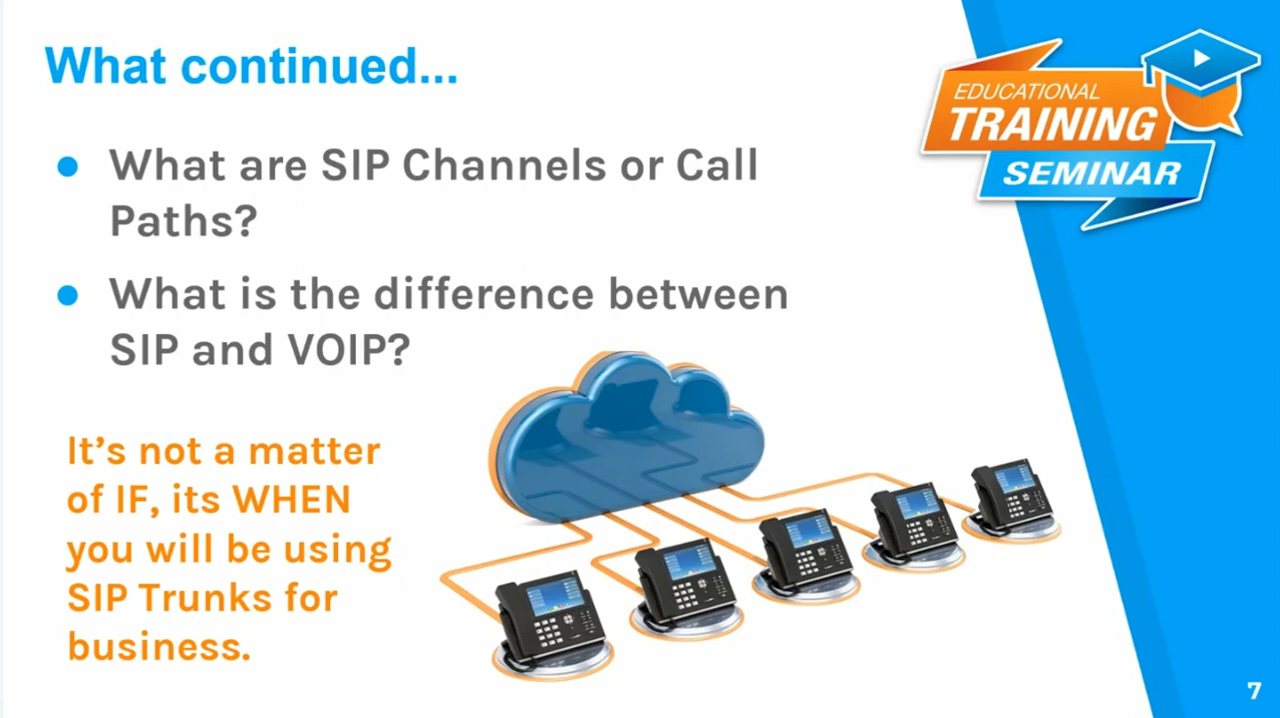 What continued...
EDUCATIONAL
TRAINING
SEMINAR
● What are SIP Channels or Call
Paths?
● What is the difference between
SIP and VOIP?
It's not a matter
of IF, its WHEN
you will be using
SIP Trunks for
business.
7